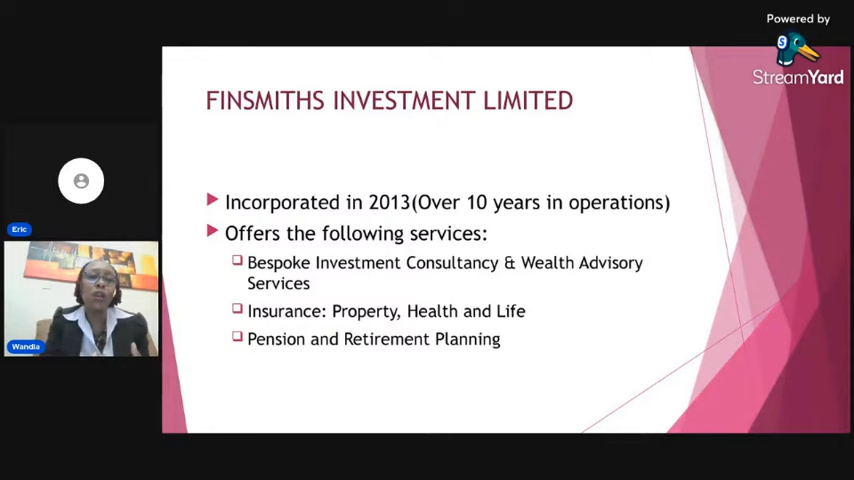 Powered by
StreamYard
FINSMITHS INVESTMENT LIMITED
Incorporated in 2013(Over 10 years in operations)
Offers the following services:
Bespoke Investment Consultancy & Wealth Advisory
Services
Insurance: Property, Health and Life
Pension and Retirement Planning
Eric
Wandia